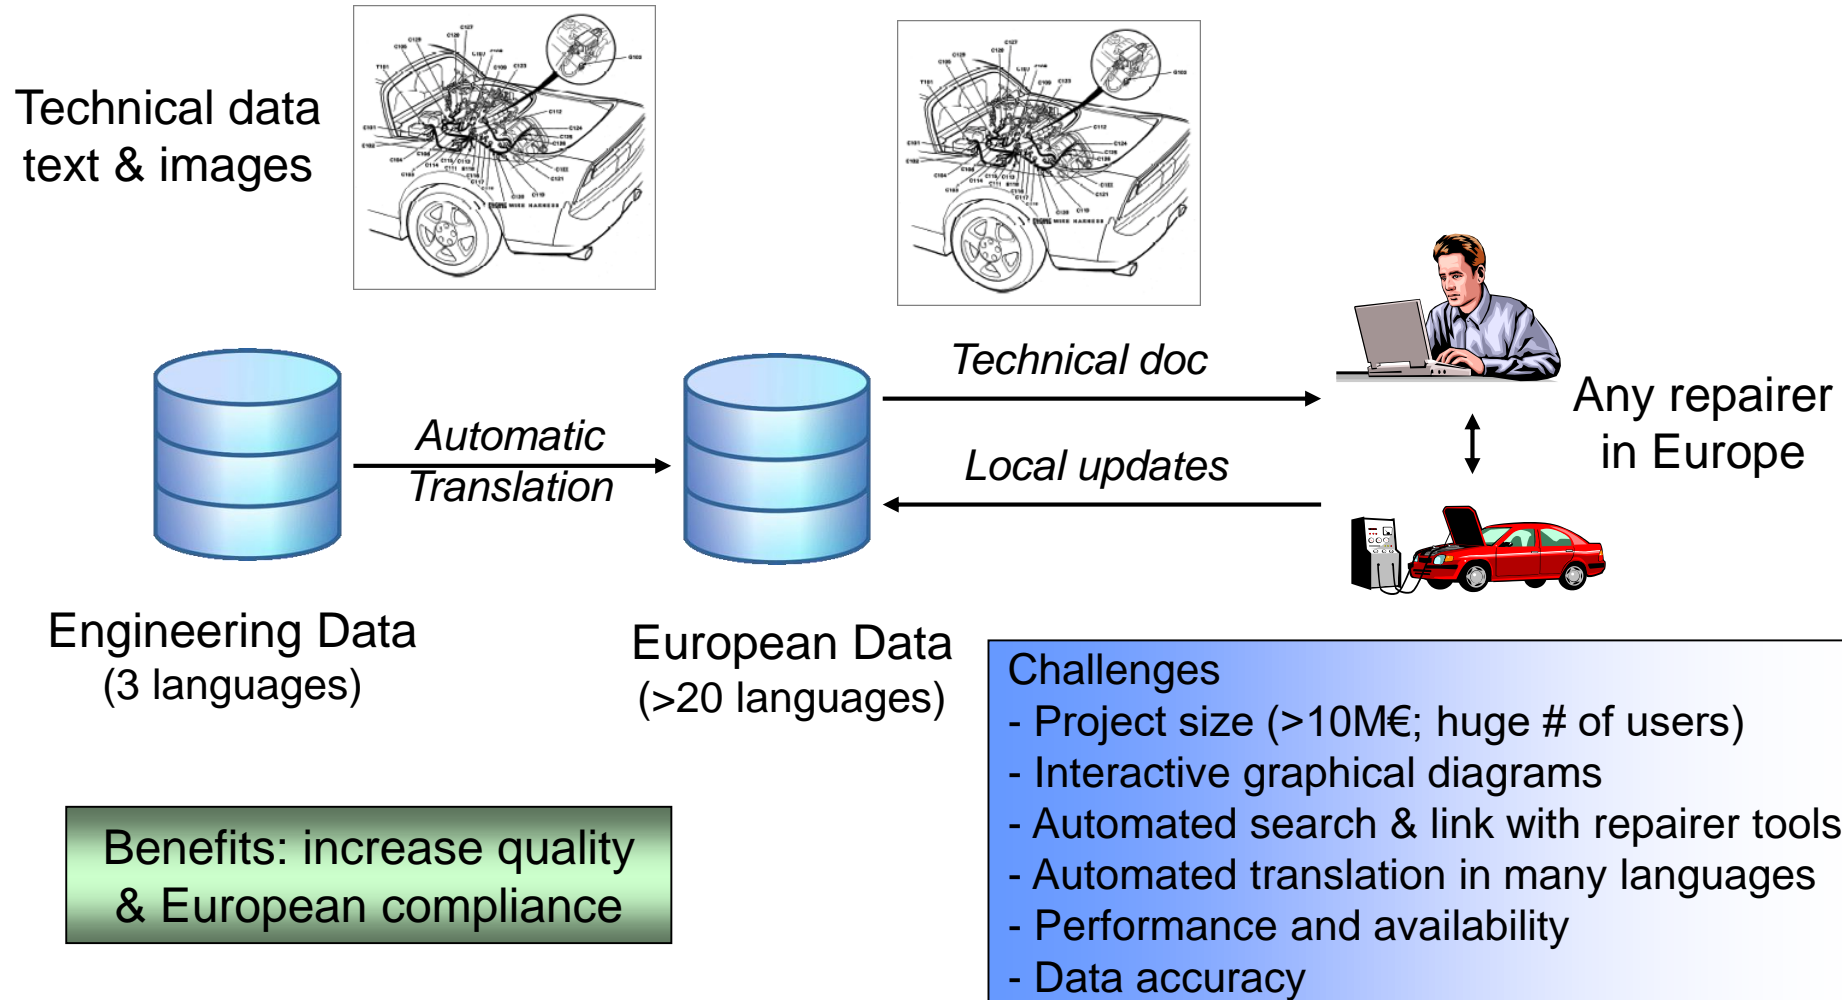 Technical data
text & images
Automatic
Translation
Technical doc
Local updates
Any repairer
in Europe
Engineering Data
(3 languages)
European Data
(>20 languages)
Benefits: increase quality
& European compliance
Challenges
- Project size (>10M€; huge # of users)
- Interactive graphical diagrams
- Automated search & link with repairer tools
- Automated translation in many languages
- Performance and availability
- Data accuracy